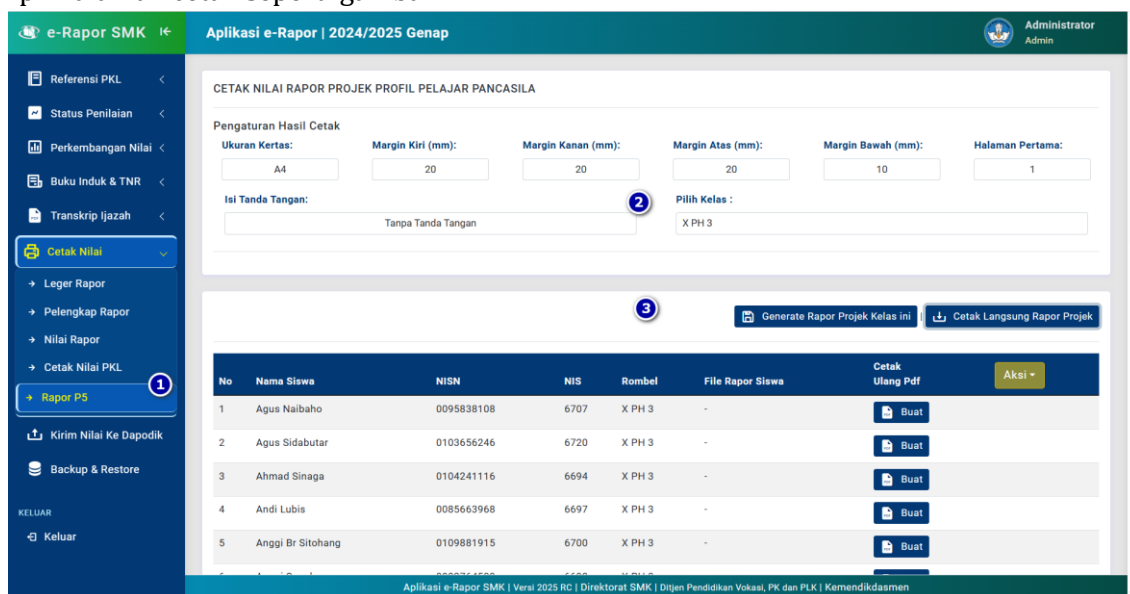 e-Rapor SMK
Aplikasi e-Rapor | 2024/2025 Genap
Administrator
Admin
Referensi PKL
Status Penilaian
Perkembangan Nilai
Buku Induk & TNR
Transkrip Ijazah
Cetak Nilai
Leger Rapor
Pelengkap Rapor
Nilai Rapor
Cetak Nilai PKL
1
Rapor P5
Kirim Nilai Ke Dapodik
Backup & Restore
KELUAR
Keluar
CETAK NILAI RAPOR PROJEK PROFIL PELAJAR PANCASILA
Pengaturan Hasil Cetak
Ukuran Kertas: Margin Kiri (mm): Margin Kanan (mm): Margin Atas (mm): Margin Bawah (mm): Halaman Pertama:
A4 20 20 20 10 1
Isi Tanda Tangan: 2 Pilih Kelas :
Tanpa Tanda Tangan X PH 3
3 Generate Rapor Projek Kelas ini | Cetak Langsung Rapor Projek
No Nama Siswa NISN NIS Rombel File Rapor Siswa Cetak Ulang Pdf Aksi
1 Agus Naibaho 0095838108 6707 X PH 3 - Buat
2 Agus Sidabutar 0103656246 6720 X PH 3 - Buat
3 Ahmad Sinaga 0104241116 6694 X PH 3 - Buat
4 Andi Lubis 0085663968 6697 X PH 3 - Buat
5 Anggi Br Sitohang 0109881915 6700 X PH 3 - Buat
Aplikasi e-Rapor SMK | Versi 2025 RC | Direktorat SMK | Ditjen Pendidikan Vokasi, PK dan PLK | Kemendikdasmen